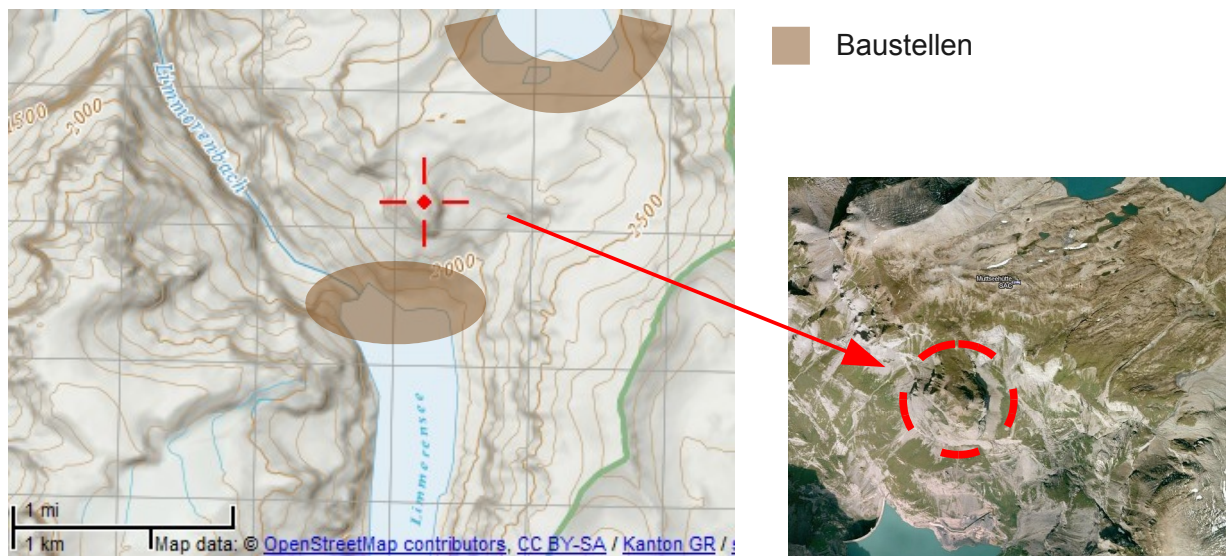 Baustellen
1500
2000
Limmerenbach
2500
2000
Limmerensee
Muttseehütte
SAC
1 mi
1 km
Map data: © OpenStreetMap contributors, CC BY-SA / Kanton GR /